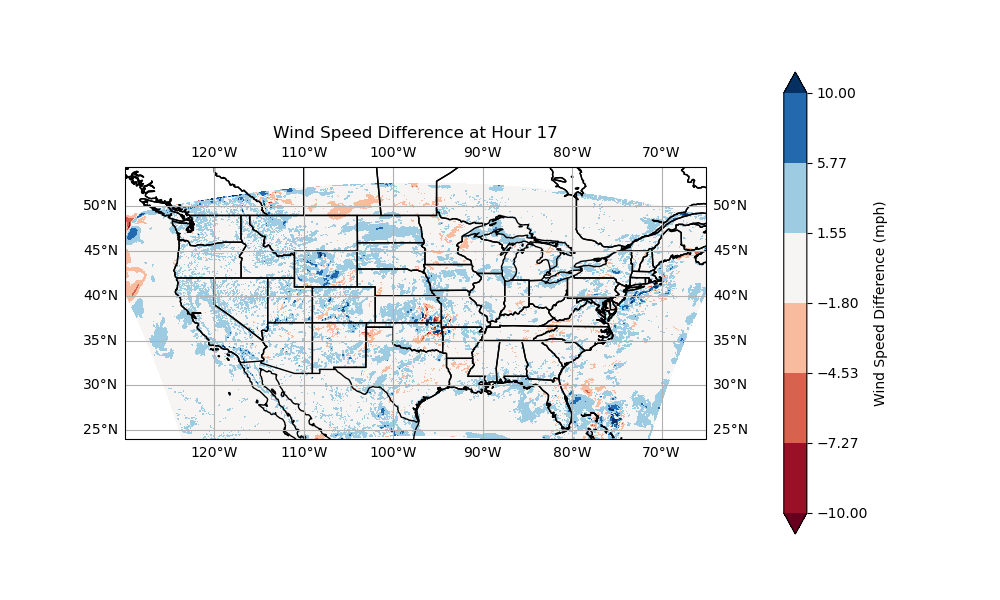 Wind Speed Difference at Hour 17
120°W 110°W 100°W 90°W 80°W 70°W
50°N 50°N
45°N 45°N
40°N 40°N
35°N 35°N
30°N 30°N
25°N 25°N
120°W 110°W 100°W 90°W 80°W 70°W
10.00
5.77
1.55
−1.80
−4.53
−7.27
−10.00
Wind Speed Difference (mph)